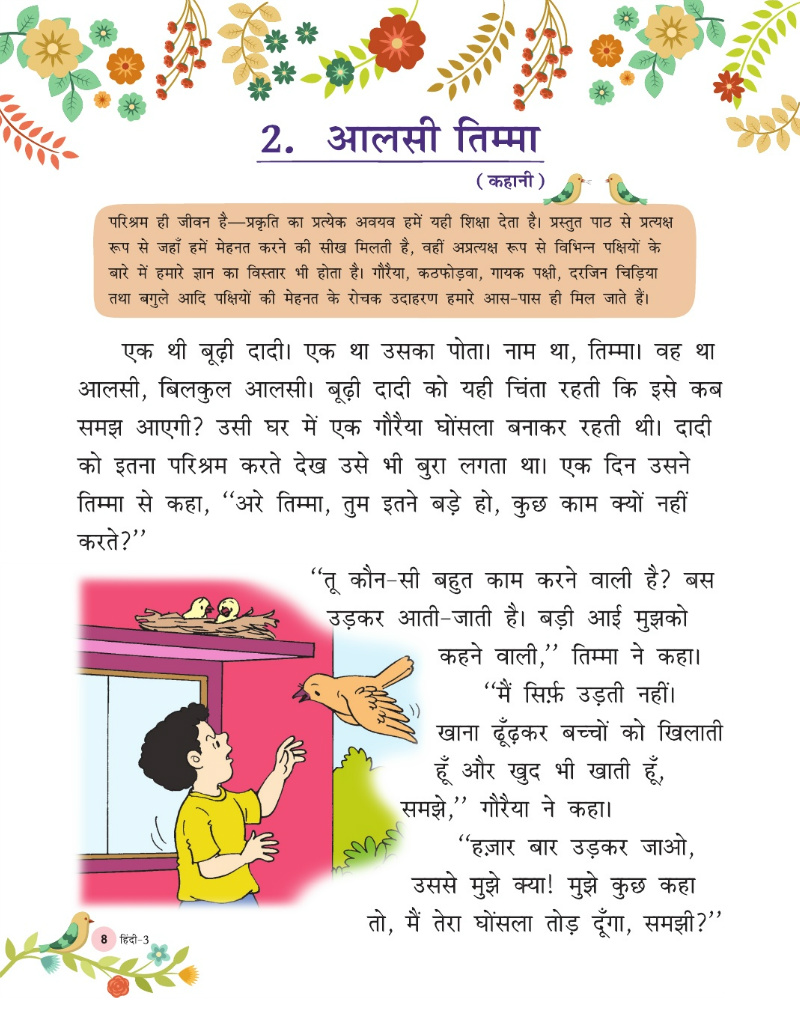 2. आलसी तिम्मा
( कहानी )
परिश्रम ही जीवन है—प्रकृति का प्रत्येक अवयव हमें यही शिक्षा देता है। प्रस्तुत पाठ से प्रत्यक्ष
रूप से जहाँ हमें मेहनत करने की सीख मिलती है, वहीं अप्रत्यक्ष रूप से विभिन्न पक्षियों के
बारे में हमारे ज्ञान का विस्तार भी होता है। गौरैया, कठफोड़वा, गायक पक्षी, दरजिन चिड़िया
तथा बगुले आदि पक्षियों की मेहनत के रोचक उदाहरण हमारे आस-पास ही मिल जाते हैं।
एक थी बूढ़ी दादी। एक था उसका पोता। नाम था, तिम्मा। वह था
आलसी, बिलकुल आलसी। बूढ़ी दादी को यही चिंता रहती कि इसे कब
समझ आएगी? उसी घर में एक गौरैया घोंसला बनाकर रहती थी। दादी
को इतना परिश्रम करते देख उसे भी बुरा लगता था। एक दिन उसने
तिम्मा से कहा, ‘‘अरे तिम्मा, तुम इतने बड़े हो, कुछ काम क्यों नहीं
करते?’’
‘‘तू कौन-सी बहुत काम करने वाली है? बस
उड़कर आती-जाती है। बड़ी आई मुझको
कहने वाली,’’ तिम्मा ने कहा।
‘‘मैं सिर्फ़ उड़ती नहीं।
खाना ढूँढ़कर बच्चों को खिलाती
हूँ और खुद भी खाती हूँ,
समझे,’’ गौरैया ने कहा।
‘‘हज़ार बार उड़कर जाओ,
उससे मुझे क्या! मुझे कुछ कहा
तो, मैं तेरा घोंसला तोड़ दूँगा, समझी?’’
8 हिंदी-3